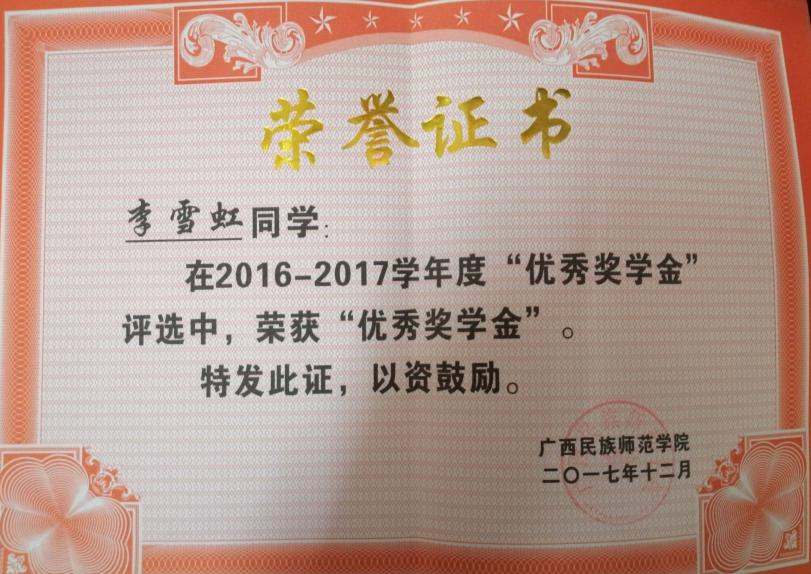 荣誉证书
李雪虹同学:
在2016-2017学年度“优秀奖学金”
评选中，荣获“优秀奖学金”。
特发此证，以资鼓励。
广西民族师范学院
二〇一七年十二月